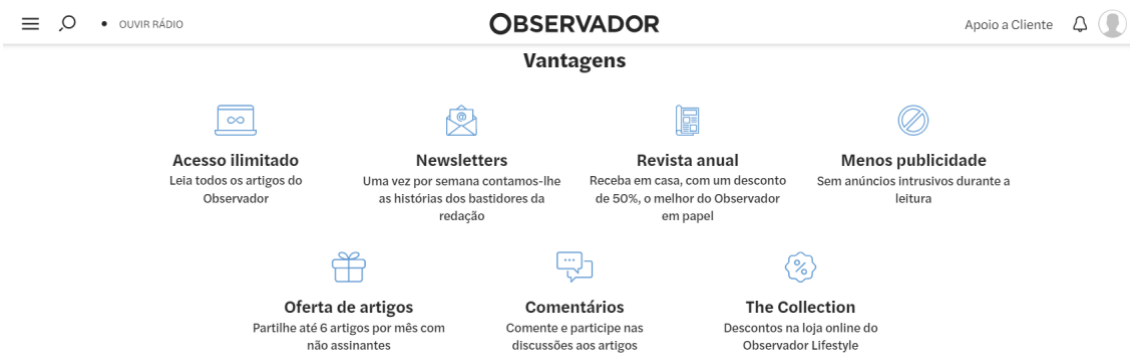 OUVIR RÁDIO
OBSERVADOR
Apoio a Cliente
Vantagens
Acesso ilimitado
Leia todos os artigos do
Observador
Newsletters
Uma vez por semana contamos-lhe
as histórias dos bastidores da
redação
Revista anual
Receba em casa, com um desconto
de 50%, o melhor do Observador
em papel
Menos publicidade
Sem anúncios intrusivos durante a
leitura
Oferta de artigos
Partilhe até 6 artigos por mês com
não assinantes
Comentários
Comente e participe nas
discussões aos artigos
The Collection
Descontos na loja online do
Observador Lifestyle